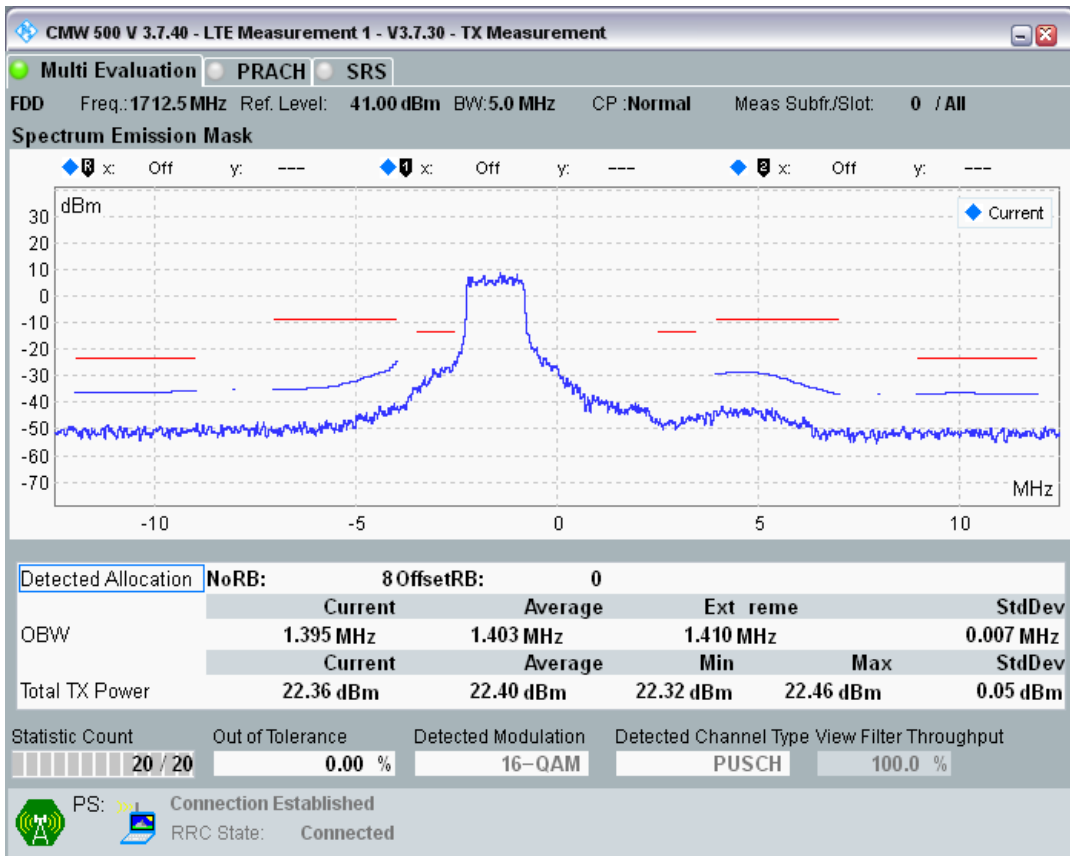 CMW 500 V 3.7.40 - LTE Measurement 1 - V3.7.30 - TX Measurement
Multi Evaluation PRACH SRS
FDD Freq.: 1712.5 MHz Ref. Level: 41.00 dBm BW: 5.0 MHz CP : Normal Meas Subfr./Slot: 0 / All
Spectrum Emission Mask
R x: Off y: --- 1 x: Off y: --- 2 x: Off y: ---
dBm
Current
30
20
10
0
-10
-20
-30
-40
-50
-60
-70
MHz
-10 -5 0 5 10
Detected Allocation NoRB: 8 OffsetRB: 0
Current Average Ext reme StdDev
OBW 1.395 MHz 1.403 MHz 1.410 MHz 0.007 MHz
Current Average Min Max StdDev
Total TX Power 22.36 dBm 22.40 dBm 22.32 dBm 22.46 dBm 0.05 dBm
Statistic Count Out of Tolerance Detected Modulation Detected Channel Type View Filter Throughput
20 / 20 0.00 % 16-QAM PUSCH 100.0 %
PS: Connection Established
RRC State: Connected